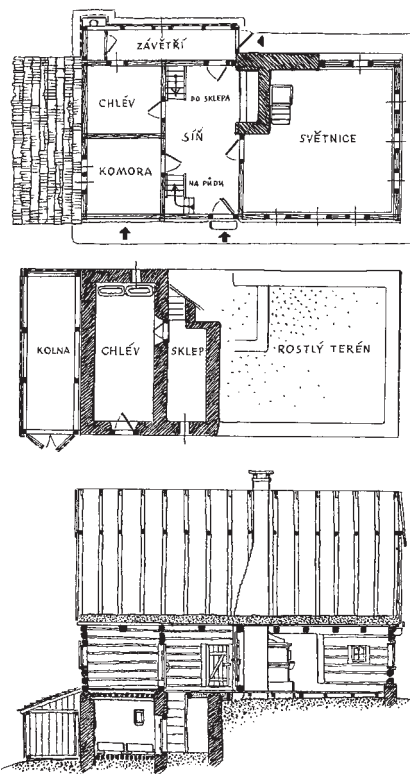 ZÁVĚTŘÍ
CHLÉV
DO SKLEPA
SÍŇ
SVĚTNICE
KOMORA
NA PŮDU
KOLNA
CHLÉV
SKLEP
ROSTLÝ TERÉN